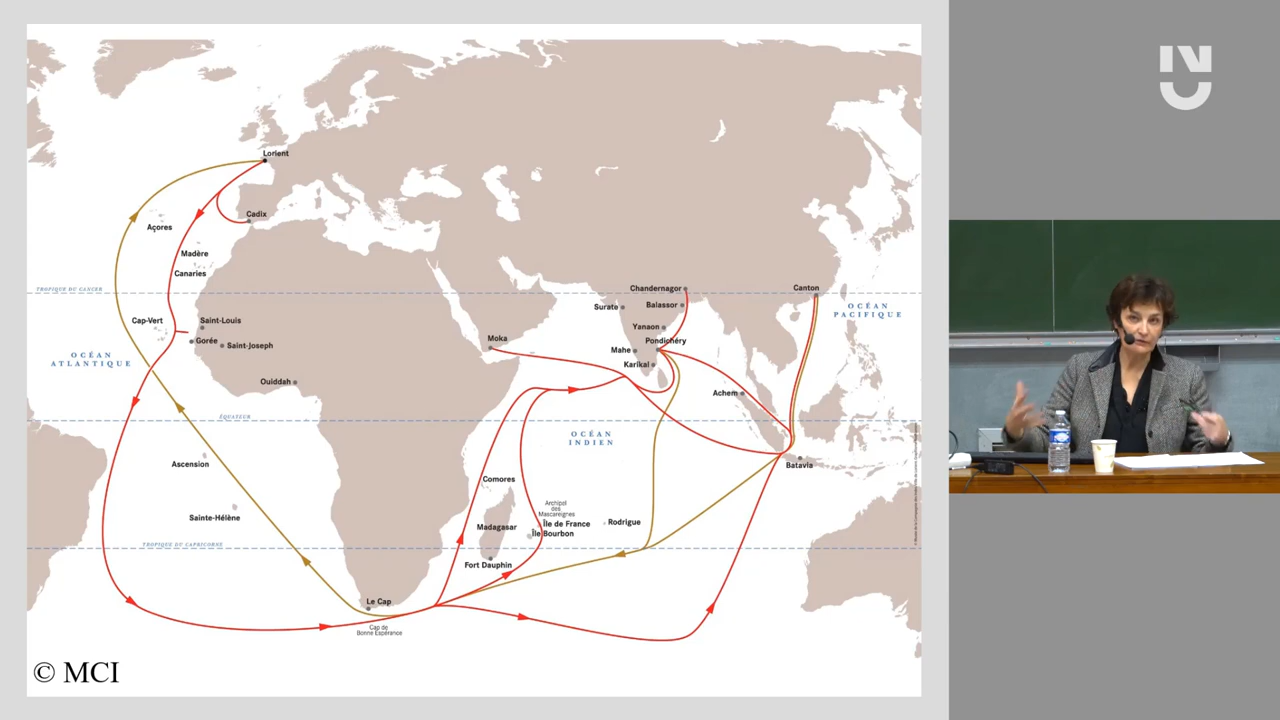 Lorient
Cadix
Açores
Madère
Canaries
TROPIQUE DU CANCER
Cap-Vert
Saint-Louis
Gorée
Saint-Joseph
OCÉAN
ATLANTIQUE
Ouiddah
ÉQUATEUR
Ascension
Sainte-Hélène
TROPIQUE DU CAPRICORNE
Le Cap
Cap de
Bonne Espérance
Moka
Chandernagor
Surate
Balassor
Yanaon
Pondichéry
Mahe
Karikal
Canton
OCÉAN
PACIFIQUE
Achem
OCÉAN
INDIEN
Batavia
Comores
Archipol
des
Mascareignes
Île de France
Île Bourbon
Rodrigue
Madagasar
Fort Dauphin
© MCI